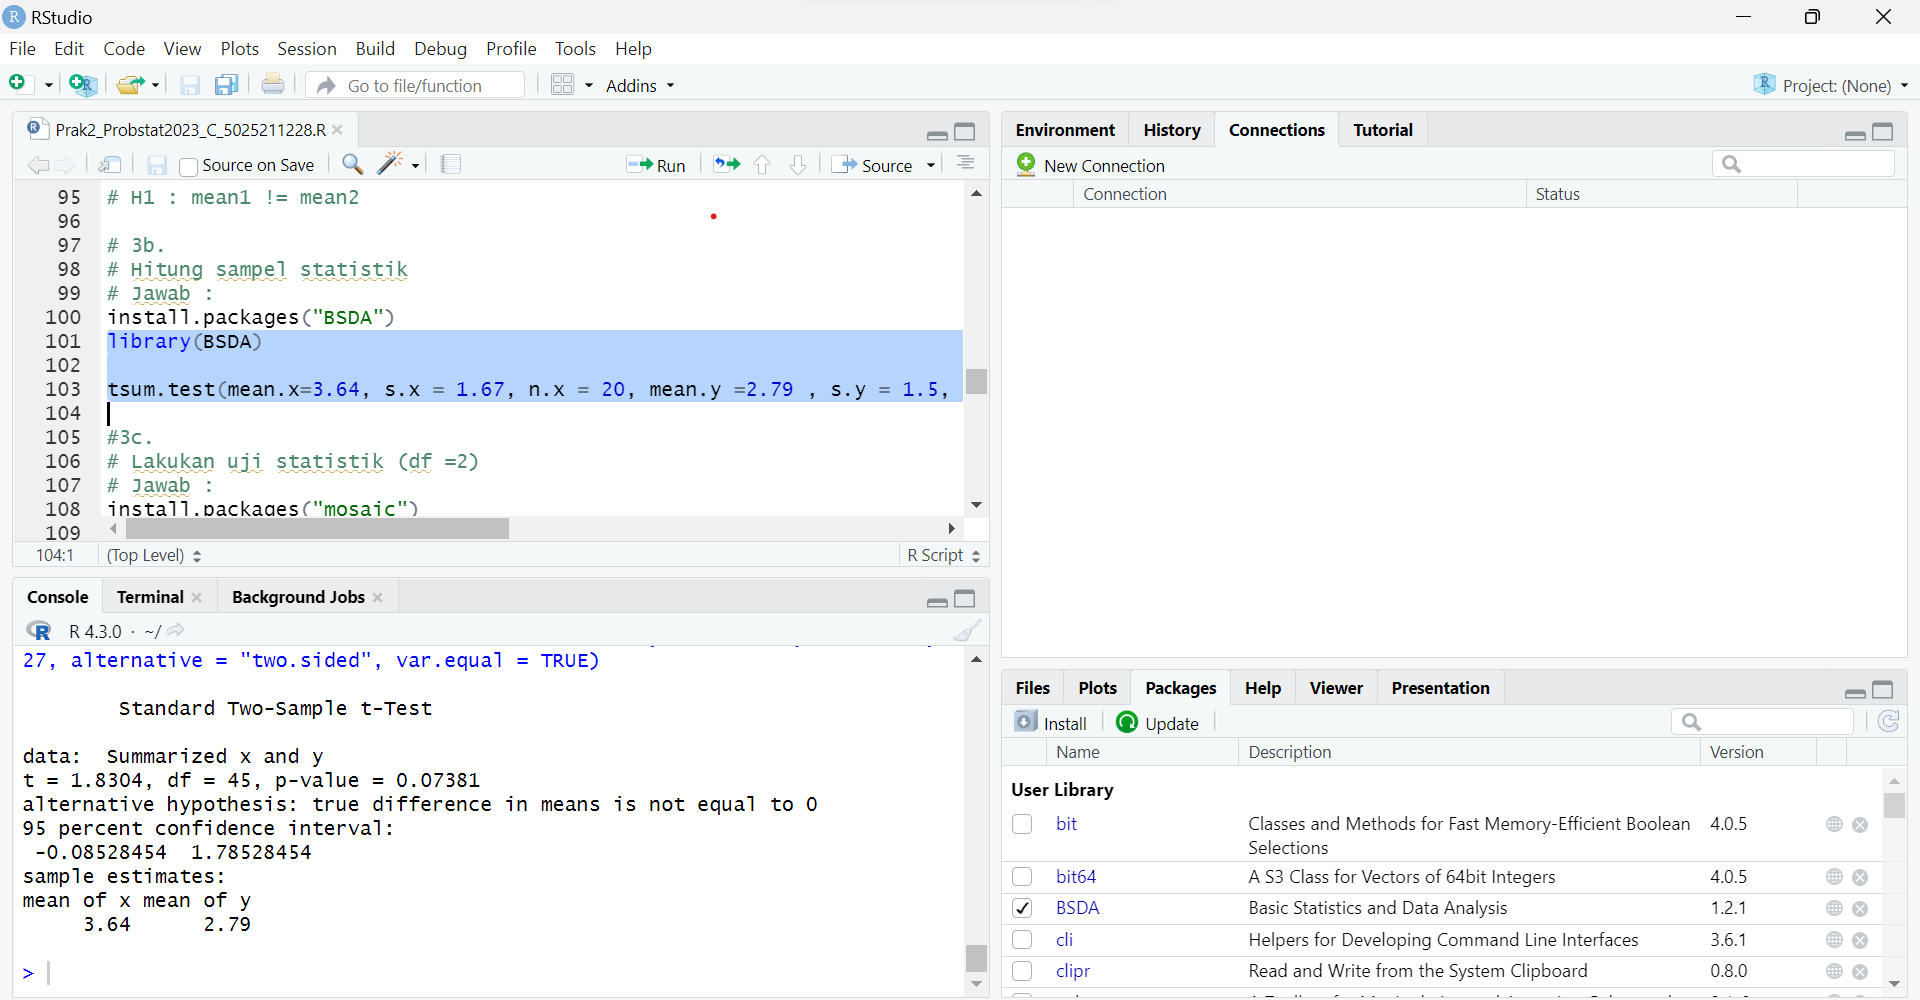 RStudio
File Edit Code View Plots Session Build Debug Profile Tools Help
Go to file/function Addins Project: (None)
Prak2_Probstat2023_C_5025211228.R
Source on Save Run Source
95 # H1 : mean1 != mean2
96
97 # 3b.
98 # Hitung sampel statistik
99 # Jawab :
100 install.packages("BSDA")
101 library(BSDA)
102
103 tsum.test(mean.x=3.64, s.x = 1.67, n.x = 20, mean.y =2.79 , s.y = 1.5,
104
105 #3c.
106 # Lakukan uji statistik (df =2)
107 # Jawab :
108 install.packages("mosaic")
109
104:1 (Top Level) R Script
Console Terminal Background Jobs
R 4.3.0 · ~/
27, alternative = "two.sided", var.equal = TRUE)
Standard Two-Sample t-Test
data: Summarized x and y
t = 1.8304, df = 45, p-value = 0.07381
alternative hypothesis: true difference in means is not equal to 0
95 percent confidence interval:
-0.08528454 1.78528454
sample estimates:
mean of x mean of y
3.64 2.79
>
Environment History Connections Tutorial
New Connection
Connection Status
Files Plots Packages Help Viewer Presentation
Install Update
Name Description Version
User Library
bit Classes and Methods for Fast Memory-Efficient Boolean 4.0.5
Selections
bit64 A S3 Class for Vectors of 64bit Integers 4.0.5
BSDA Basic Statistics and Data Analysis 1.2.1
cli Helpers for Developing Command Line Interfaces 3.6.1
clipr Read and Write from the System Clipboard 0.8.0